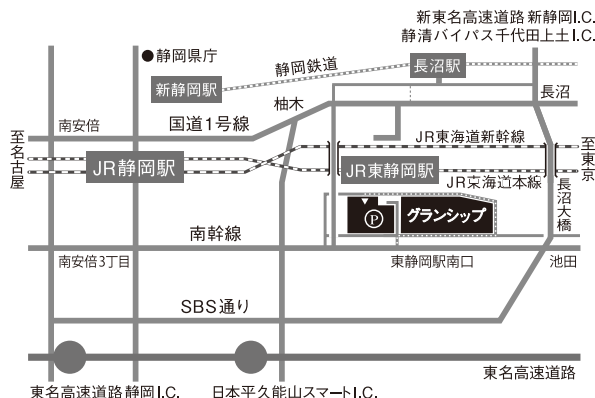 新東名高速道路 新静岡I.C.
静清バイパス千代田上土I.C.
静岡県庁
静岡鉄道
長沼駅
新静岡駅
柚木
長沼
南安倍
国道1号線
JR東海道新幹線
至名古屋
JR静岡駅
JR東静岡駅
至東京
JR東海道本線
長沼大橋
P
グランシップ
南幹線
南安倍3丁目
東静岡駅南口
池田
SBS通り
東名高速道路
東名高速道路 静岡I.C.
日本平久能山スマートI.C.